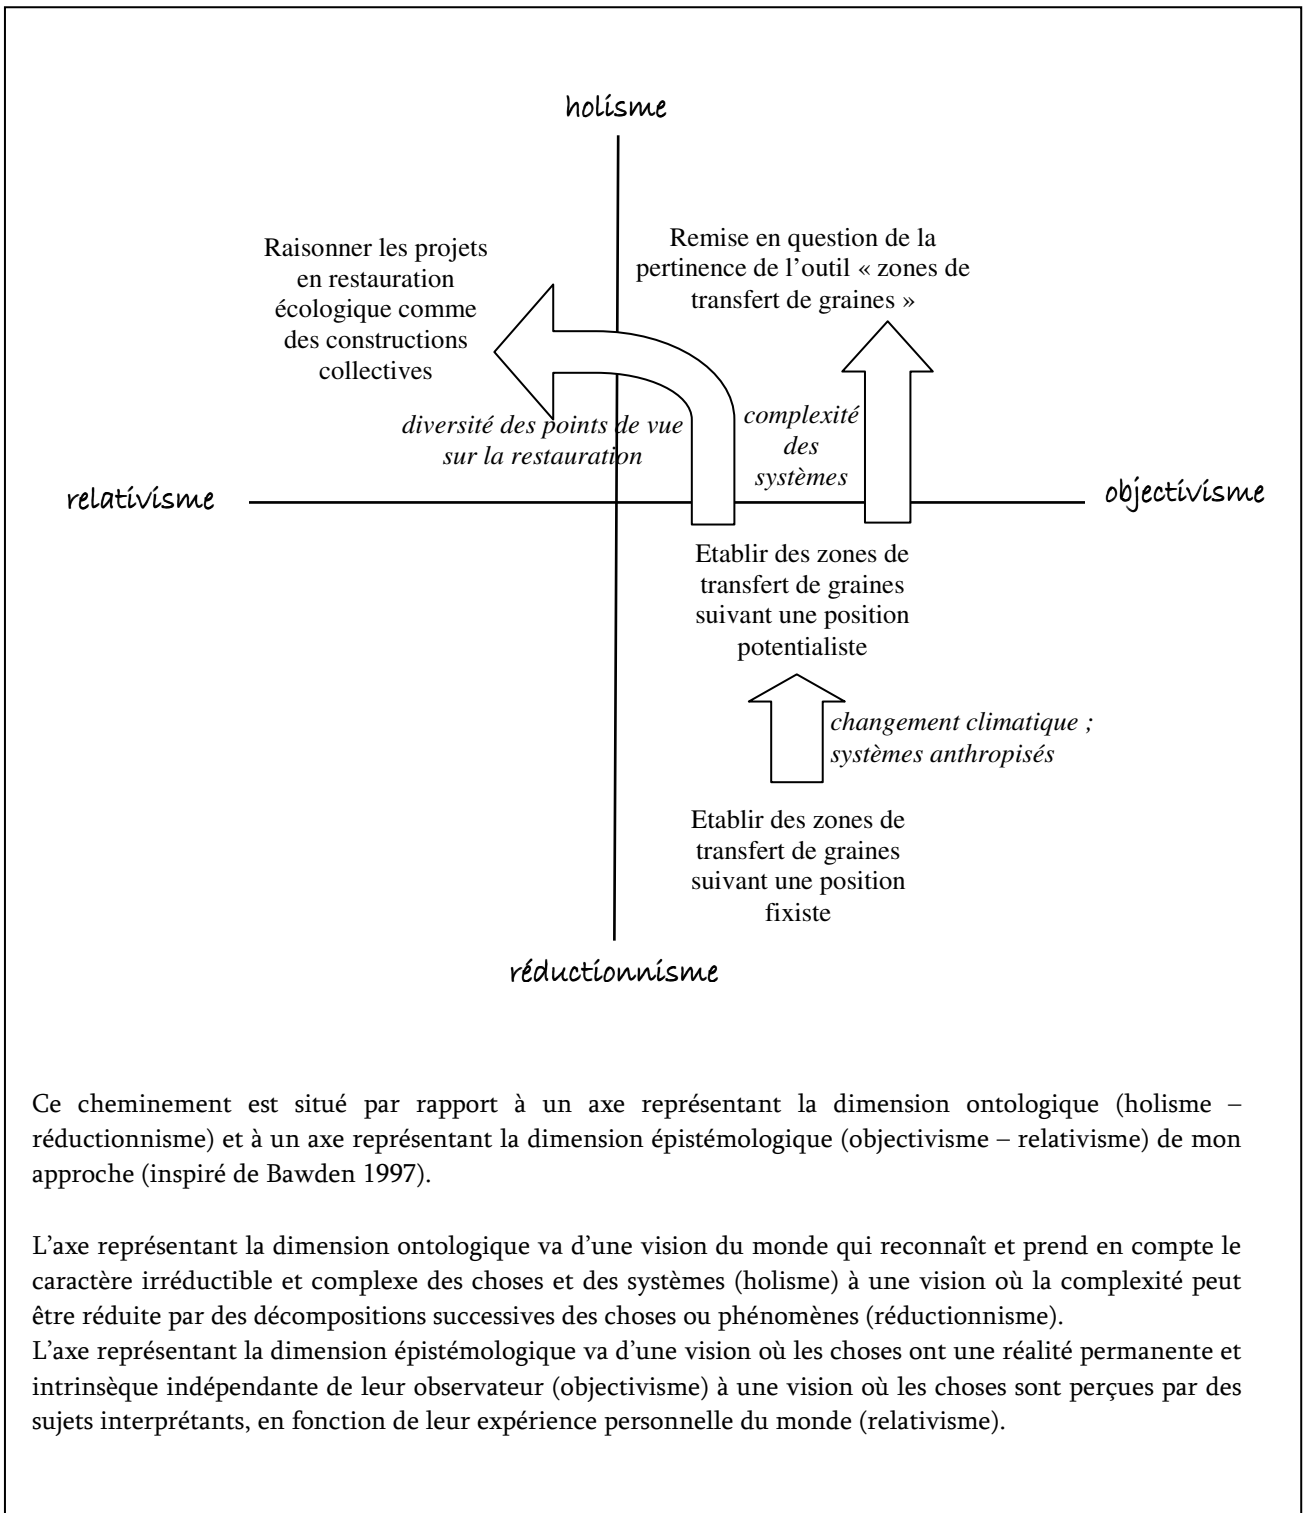 holisme
Raisonner les projets
en restauration
écologique comme
des constructions
collectives
Remise en question de la
pertinence de l’outil « zones de
transfert de graines »
diversité des points de vue
sur la restauration
complexité
des
systèmes
relativisme
objectivisme
Etablir des zones de
transfert de graines
suivant une position
potentialiste
changement climatique ;
systèmes anthropisés
Etablir des zones de
transfert de graines
suivant une position
fixiste
réductionnisme
Ce cheminement est situé par rapport à un axe représentant la dimension ontologique (holisme –
réductionnisme) et à un axe représentant la dimension épistémologique (objectivisme – relativisme) de mon
approche (inspiré de Bawden 1997).
L’axe représentant la dimension ontologique va d’une vision du monde qui reconnaît et prend en compte le
caractère irréductible et complexe des choses et des systèmes (holisme) à une vision où la complexité peut
être réduite par des décompositions successives des choses ou phénomènes (réductionnisme).
L’axe représentant la dimension épistémologique va d’une vision où les choses ont une réalité permanente et
intrinsèque indépendante de leur observateur (objectivisme) à une vision où les choses sont perçues par des
sujets interprétants, en fonction de leur expérience personnelle du monde (relativisme).